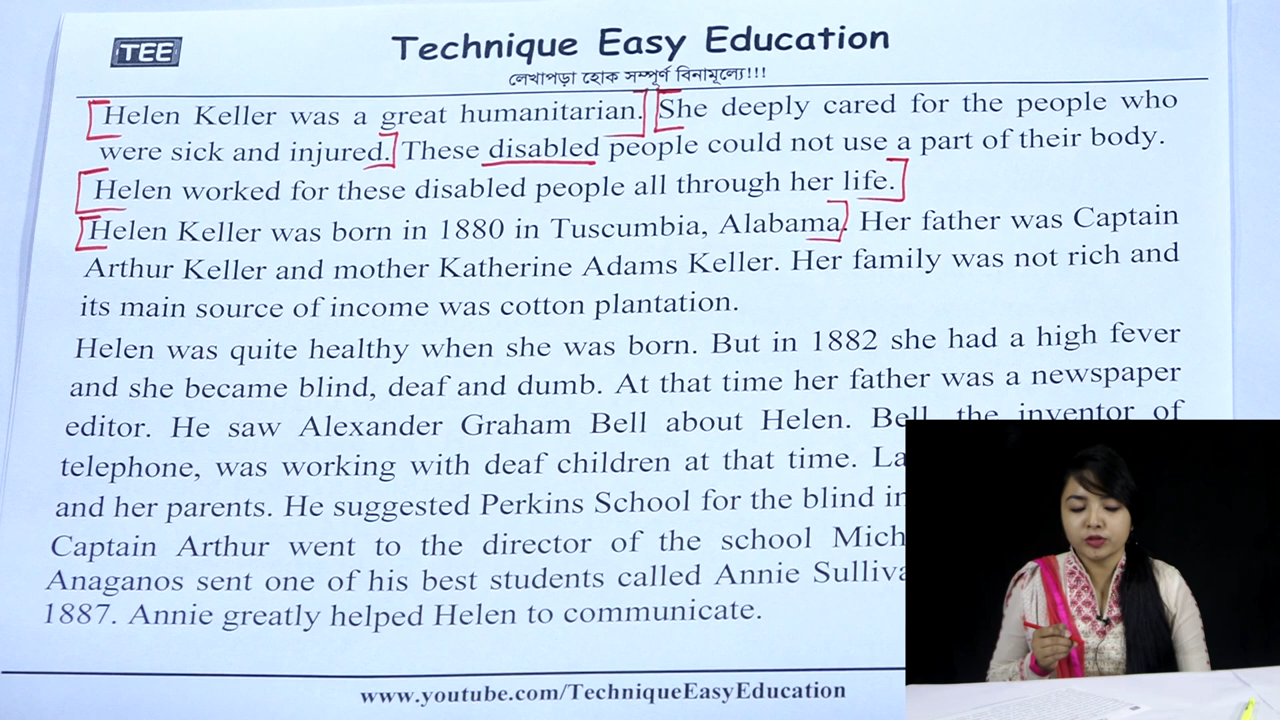 TEE
Technique Easy Education
লেখাপড়া হোক সম্পূর্ণ বিনামূল্যে!!!
Helen Keller was a great humanitarian. She deeply cared for the people who
were sick and injured. These disabled people could not use a part of their body.
Helen worked for these disabled people all through her life.
Helen Keller was born in 1880 in Tuscumbia, Alabama. Her father was Captain
Arthur Keller and mother Katherine Adams Keller. Her family was not rich and
its main source of income was cotton plantation.
Helen was quite healthy when she was born. But in 1882 she had a high fever
and she became blind, deaf and dumb. At that time her father was a newspaper
editor. He saw Alexander Graham Bell about Helen. Bell, the inventor of
telephone, was working with deaf children at that time. La
and her parents. He suggested Perkins School for the blind in
Captain Arthur went to the director of the school Mich
Anaganos sent one of his best students called Annie Sulliva
1887. Annie greatly helped Helen to communicate.
www.youtube.com/TechniqueEasyEducation